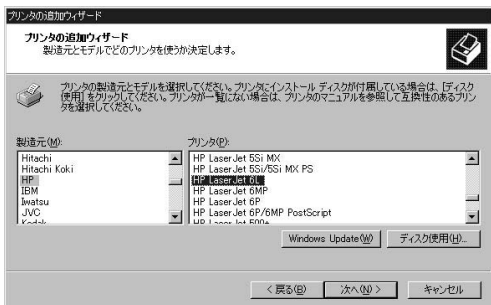 プリンタの追加ウィザード
プリンタの追加ウィザード
製造元とモデルでどのプリンタを使うか決定します。
プリンタの製造元とモデルを選択してください。プリンタにインストール ディスクが付属している場合は、[ディスク
使用] をクリックしてください。プリンタが一覧にない場合は、プリンタのマニュアルを参照して互換性のあるプリン
タを選択してください。
製造元(M):
プリンタ(P):
Hitachi
Hitachi Koki
HP
IBM
Iwatsu
JVC
Kodak
HP LaserJet 5Si MX
HP LaserJet 5Si/5Si MX PS
HP LaserJet 6L
HP LaserJet 6MP
HP LaserJet 6P
HP LaserJet 6P/6MP PostScript
HP LaserJet 500+
Windows Update(W)
ディスク使用(H)...
< 戻る(B)
次へ(N) >
キャンセル